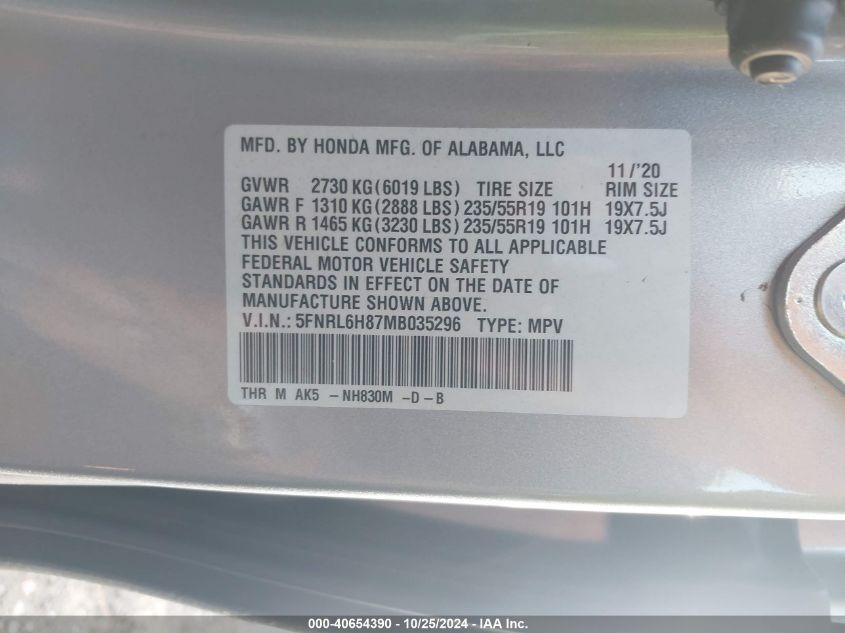 MFD. BY HONDA MFG. OF ALABAMA, LLC
11/'20
GVWR 2730 KG(6019 LBS) TIRE SIZE RIM SIZE
GAWR F 1310 KG(2888 LBS) 235/55R19 101H 19X7.5J
GAWR R 1465 KG(3230 LBS) 235/55R19 101H 19X7.5J
THIS VEHICLE CONFORMS TO ALL APPLICABLE
FEDERAL MOTOR VEHICLE SAFETY
STANDARDS IN EFFECT ON THE DATE OF
MANUFACTURE SHOWN ABOVE.
V.I.N.: 5FNRL6H87MB035296 TYPE: MPV
THR M AK5 -NH830M -D-B
000-40654390 - 10/25/2024 - IAA Inc.